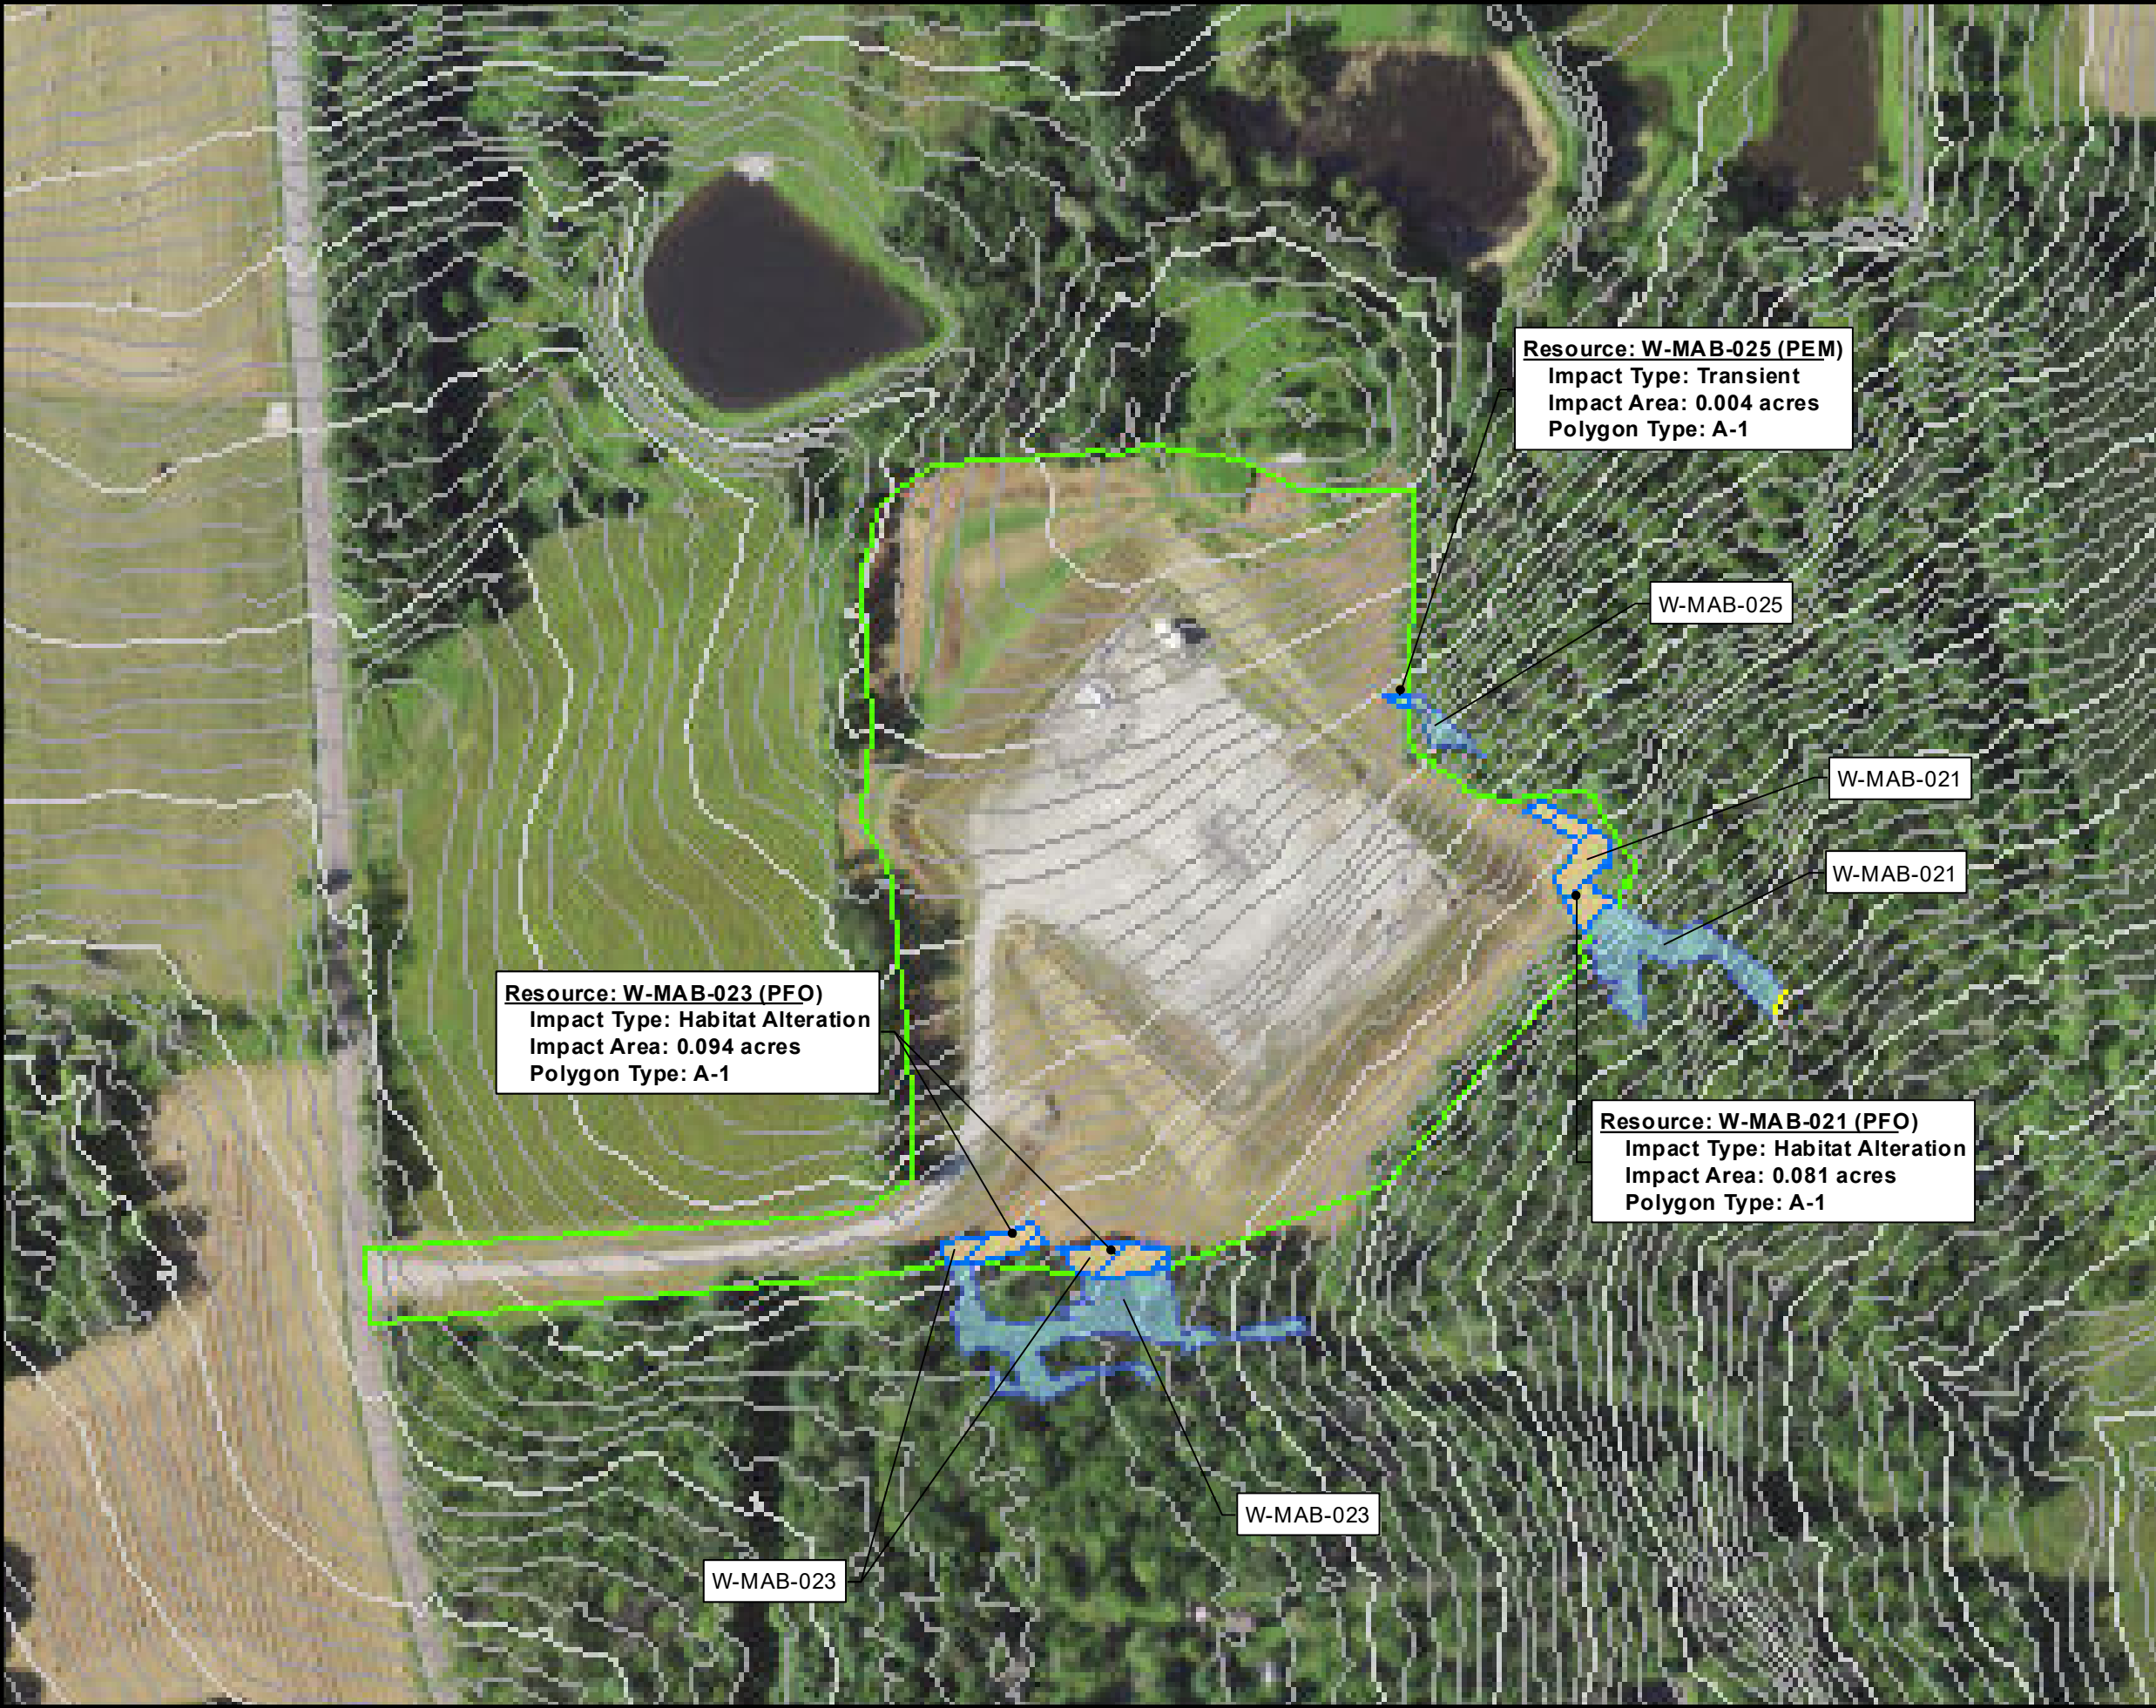 Resource: W-MAB-025 (PEM)
Impact Type: Transient
Impact Area: 0.004 acres
Polygon Type: A-1
W-MAB-025
W-MAB-021
W-MAB-021
Resource: W-MAB-023 (PFO)
Impact Type: Habitat Alteration
Impact Area: 0.094 acres
Polygon Type: A-1
Resource: W-MAB-021 (PFO)
Impact Type: Habitat Alteration
Impact Area: 0.081 acres
Polygon Type: A-1
W-MAB-023
W-MAB-023